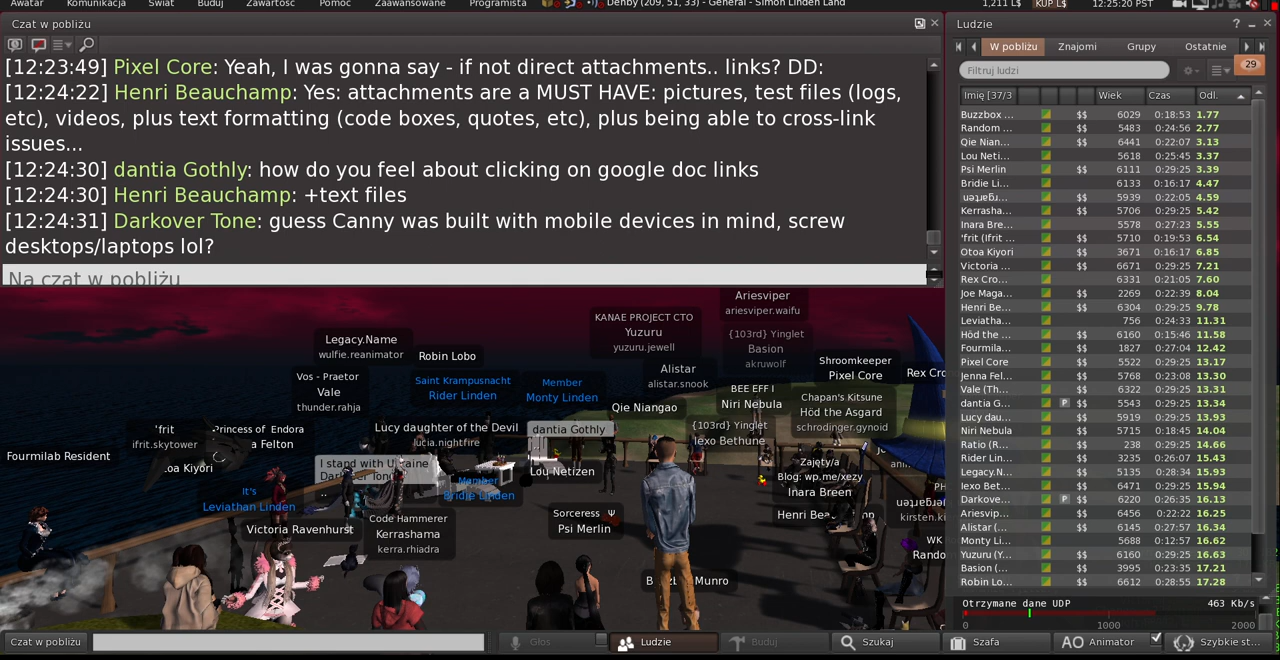 Awatar Komunikacja Świat Buduj Zawartość Pomoc Zaawansowane Programista Denby (209, 51, 33) - General - Simon Linden Land 1,211 L$ KUP L$ 12:25:20 PST
Czat w pobliżu
[12:23:49] Pixel Core: Yeah, I was gonna say - if not direct attachments.. links? DD:
[12:24:22] Henri Beauchamp: Yes: attachments are a MUST HAVE: pictures, test files (logs,
etc), videos, plus text formatting (code boxes, quotes, etc), plus being able to cross-link
issues...
[12:24:30] dantia Gothly: how do you feel about clicking on google doc links
[12:24:30] Henri Beauchamp: +text files
[12:24:31] Darkover Tone: guess Canny was built with mobile devices in mind, screw
desktops/laptops lol?
Na czat w pobliżu
Ariesviper
ariesviper.waifu
KANAE PROJECT CTO
Yuzuru
yuzuru.jewell
{103rd} Yinglet
Basion
akruwolf
Legacy.Name
wulfie.reanimator
Robin Lobo
Shroomkeeper
Pixel Core
Rex Cro
Alistar
alistar.snook
Vos - Praetor
Vale
thunder.rahja
Saint Krampusnacht
Rider Linden
Member
Monty Linden
BEE EFF I
Niri Nebula
Chapan's Kitsune
Höd the Asgard
schrodinger.gynoid
Qie Niangao
'frit
ifrit.skytower
Princess of Endora
a Felton
Lucy daughter of the Devil
lucia.nightfire
dantia Gothly
{103rd} Yinglet
Iexo Bethune
Fourmilab Resident
oa Kiyori
I stand with Ukraine
Lou Netizen
Zajęty/a
Blog: wp.me/xezy
Inara Breen
It's
Leviathan Linden
Member
Bridie Linden
Victoria Ravenhurst
Code Hammerer
Kerrashama
kerra.rhiadra
Sorceress Ψ
Psi Merlin
Henri Bea
kirsten.ki
WK
Rando
Munro
Ludzie
W pobliżu Znajomi Grupy Ostatnie
Filtruj ludzi
29
Imię [37/3 Wiek Czas Odl.
Buzzbox ... $$ 6029 0:18:53 1.77
Random ... $$ 5483 0:24:56 2.77
Qie Nian... $$ 6441 0:22:07 3.13
Lou Neti... 5618 0:25:45 3.37
Psi Merlin $$ 6111 0:29:25 3.39
Bridie Li... 6133 0:16:17 4.47
$$ 5939 0:22:05 4.59
Kerrasha... $$ 5706 0:29:25 5.42
Inara Bre... 5578 0:27:23 5.55
'frit (Ifrit ... $$ 5710 0:19:53 6.54
Otoa Kiyori 3671 0:16:17 6.85
Victoria ... $$ 6671 0:29:25 7.21
Rex Cro... 6331 0:21:05 7.60
Joe Maga... $$ 2269 0:22:39 8.04
Henri Be... $$ 6304 0:29:25 9.78
Leviatha... 756 0:24:33 11.31
Höd the ... $$ 6160 0:15:46 11.58
Fourmila... $$ 1827 0:27:04 12.42
Pixel Core $$ 5522 0:29:25 13.17
Jenna Fel... $$ 5768 0:23:08 13.30
Vale (Th... $$ 6322 0:29:25 13.31
dantia G... P $$ 5543 0:29:25 13.34
Lucy dau... $$ 5919 0:29:25 13.93
Niri Nebula $$ 5715 0:18:45 14.04
Ratio (R... $$ 238 0:29:25 14.66
Rider Lin... $$ 3235 0:26:07 15.43
Legacy.N... $$ 5135 0:28:34 15.93
Iexo Bet... $$ 6471 0:29:25 15.94
Darkove... P $$ 6220 0:26:35 16.13
Ariesvip... $$ 6456 0:22:22 16.25
Alistar (... $$ 6145 0:27:57 16.34
Monty Li... 5688 0:12:57 16.62
Yuzuru (Y... $$ 6160 0:29:25 16.63
Basion (... $$ 3995 0:23:35 17.21
Robin Lo... $$ 6612 0:28:55 17.28
Otrzymane dane UDP 463 Kb/s
0 1000 2000
Czat w pobliżu Głos Ludzie Buduj Szukaj Szafa AO Animator Szybkie st...